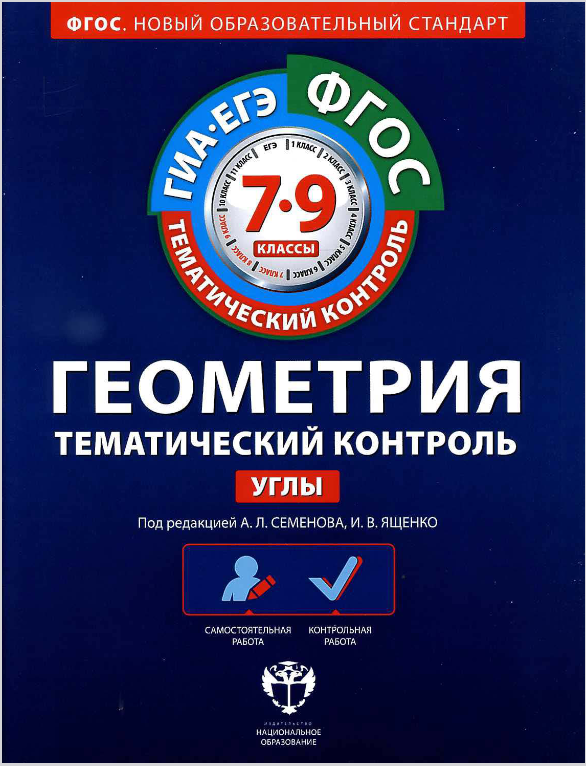 ФГОС. НОВЫЙ ОБРАЗОВАТЕЛЬНЫЙ СТАНДАРТ
ГИА•ЕГЭ
ФГОС
ЕГЭ
1 КЛАСС
2 КЛАСС
3 КЛАСС
4 КЛАСС
5 КЛАСС
6 КЛАСС
7 КЛАСС
8 КЛАСС
9 КЛАСС
10 КЛАСС
11 КЛАСС
7•9
КЛАССЫ
ТЕМАТИЧЕСКИЙ КОНТРОЛЬ
ГЕОМЕТРИЯ
ТЕМАТИЧЕСКИЙ КОНТРОЛЬ
УГЛЫ
Под редакцией А. Л. СЕМЕНОВА, И. В. ЯЩЕНКО
САМОСТОЯТЕЛЬНАЯ
РАБОТА
КОНТРОЛЬНАЯ
РАБОТА
ИЗДАТЕЛЬСТВО
НАЦИОНАЛЬНОЕ
ОБРАЗОВАНИЕ